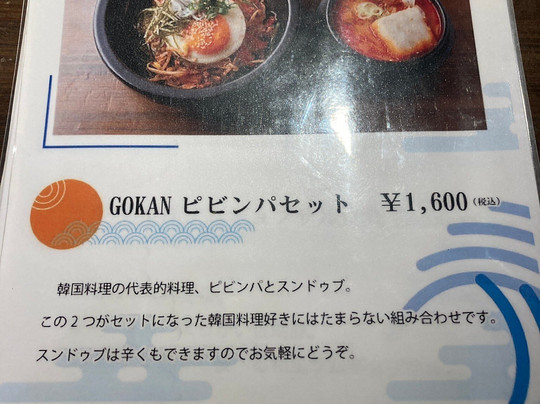 GOKAN ピビンパセット ￥1,600（税込）
韓国料理の代表的料理、ピビンパとスンドゥブ。
この2つがセットになった韓国料理好きにはたまらない組み合わせです。
スンドゥブは辛くもできますのでお気軽にどうぞ。